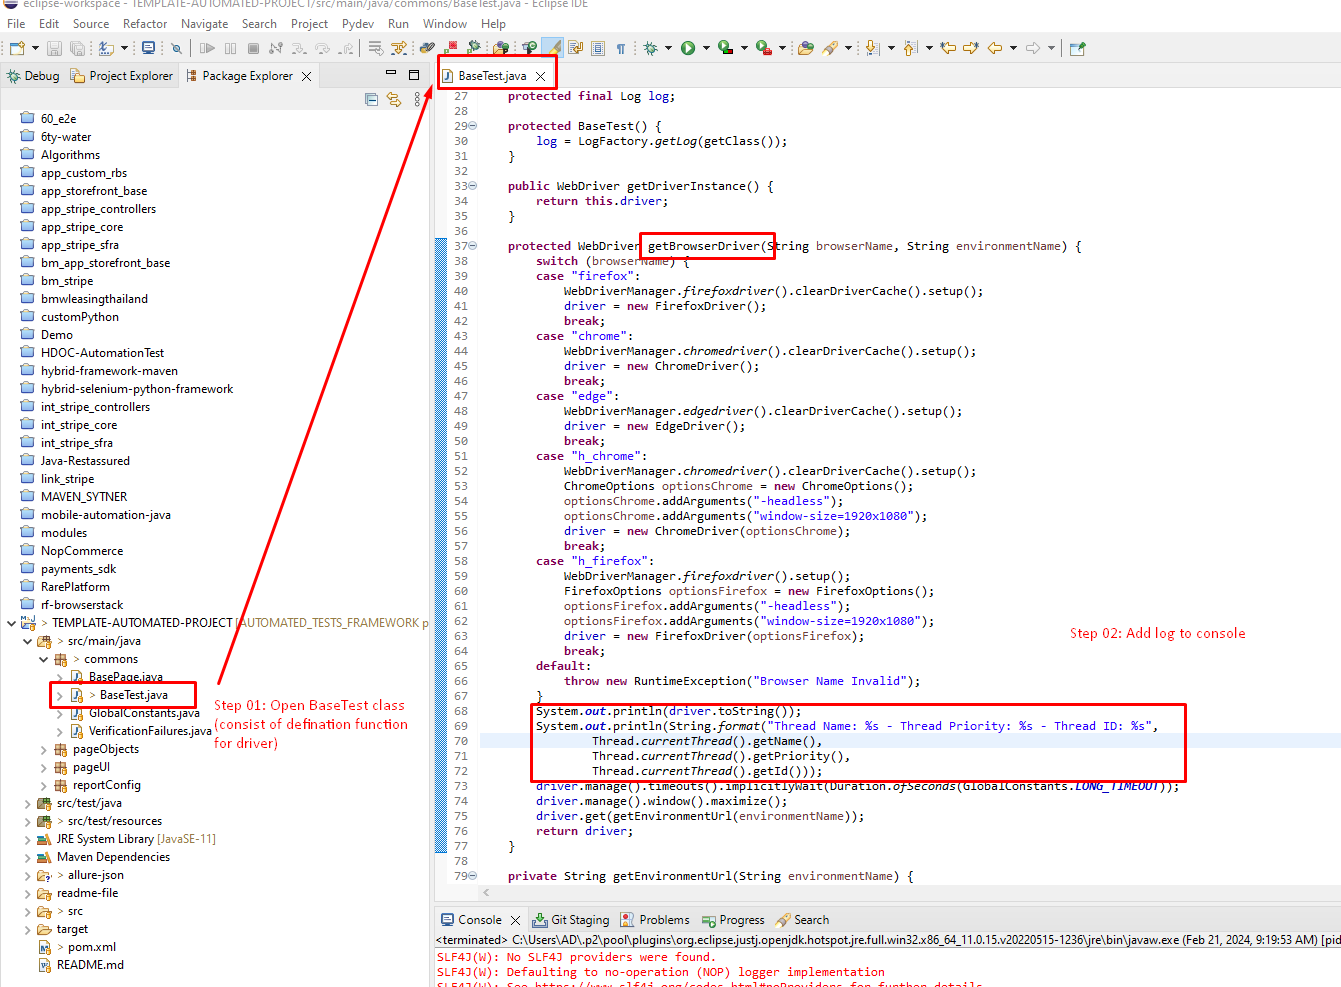 eclipse-workspace - TEMPLATE-AUTOMATED-PROJECT/src/main/java/commons/BaseTest.java - Eclipse IDE
File Edit Source Refactor Navigate Search Project Pydev Run Window Help
Debug Project Explorer Package Explorer
60_e2e
6ty-water
Algorithms
app_custom_rbs
app_storefront_base
app_stripe_controllers
app_stripe_core
app_stripe_sfra
bm_app_storefront_base
bm_stripe
bmwleasingthailand
customPython
Demo
HDOC-AutomationTest
hybrid-framework-maven
hybrid-selenium-python-framework
int_stripe_controllers
int_stripe_core
int_stripe_sfra
Java-Restassured
link_stripe
MAVEN_SYTNER
mobile-automation-java
modules
NopCommerce
payments_sdk
RarePlatform
rf-browserstack
> TEMPLATE-AUTOMATED-PROJECT [AUTOMATED_TESTS_FRAMEWORK p
> src/main/java
> commons
BasePage.java
> BaseTest.java
GlobalConstants.java
VerificationFailures.java
pageObjects
pageUI
reportConfig
src/test/java
> src/test/resources
JRE System Library [JavaSE-11]
Maven Dependencies
> allure-json
readme-file
> src
target
> pom.xml
README.md
Step 01: Open BaseTest class
(consist of defination function
for driver)
BaseTest.java
27 protected final Log log;
28
29 protected BaseTest() {
30 log = LogFactory.getLog(getClass());
31 }
32
33 public WebDriver getDriverInstance() {
34 return this.driver;
35 }
36
37 protected WebDriver getBrowserDriver(String browserName, String environmentName) {
38 switch (browserName) {
39 case "firefox":
40 WebDriverManager.firefoxdriver().clearDriverCache().setup();
41 driver = new FirefoxDriver();
42 break;
43 case "chrome":
44 WebDriverManager.chromedriver().clearDriverCache().setup();
45 driver = new ChromeDriver();
46 break;
47 case "edge":
48 WebDriverManager.edgedriver().clearDriverCache().setup();
49 driver = new EdgeDriver();
50 break;
51 case "h_chrome":
52 WebDriverManager.chromedriver().clearDriverCache().setup();
53 ChromeOptions optionsChrome = new ChromeOptions();
54 optionsChrome.addArguments("-headless");
55 optionsChrome.addArguments("window-size=1920x1080");
56 driver = new ChromeDriver(optionsChrome);
57 break;
58 case "h_firefox":
59 WebDriverManager.firefoxdriver().setup();
60 FirefoxOptions optionsFirefox = new FirefoxOptions();
61 optionsFirefox.addArguments("-headless");
62 optionsFirefox.addArguments("window-size=1920x1080");
63 driver = new FirefoxDriver(optionsFirefox);
64 break;
65 default:
66 throw new RuntimeException("Browser Name Invalid");
67 }
68 System.out.println(driver.toString());
69 System.out.println(String.format("Thread Name: %s - Thread Priority: %s - Thread ID: %s",
70 Thread.currentThread().getName(),
71 Thread.currentThread().getPriority(),
72 Thread.currentThread().getId()));
73 driver.manage().timeouts().implicitlyWait(Duration.ofSeconds(GlobalConstants.LONG_TIMEOUT));
74 driver.manage().window().maximize();
75 driver.get(getEnvironmentUrl(environmentName));
76 return driver;
77 }
78
79 private String getEnvironmentUrl(String environmentName) {
Step 02: Add log to console
Console Git Staging Problems Progress Search
<terminated> C:\Users\AD\.p2\pool\plugins\org.eclipse.justj.openjdk.hotspot.jre.full.win32.x86_64_11.0.15.v20220515-1236\jre\bin\javaw.exe (Feb 21, 2024, 9:19:53 AM) [pid
SLF4J(W): No SLF4J providers were found.
SLF4J(W): Defaulting to no-operation (NOP) logger implementation
SLF4J(W): See https://www.slf4j.org/codes.html#noProviders for further details